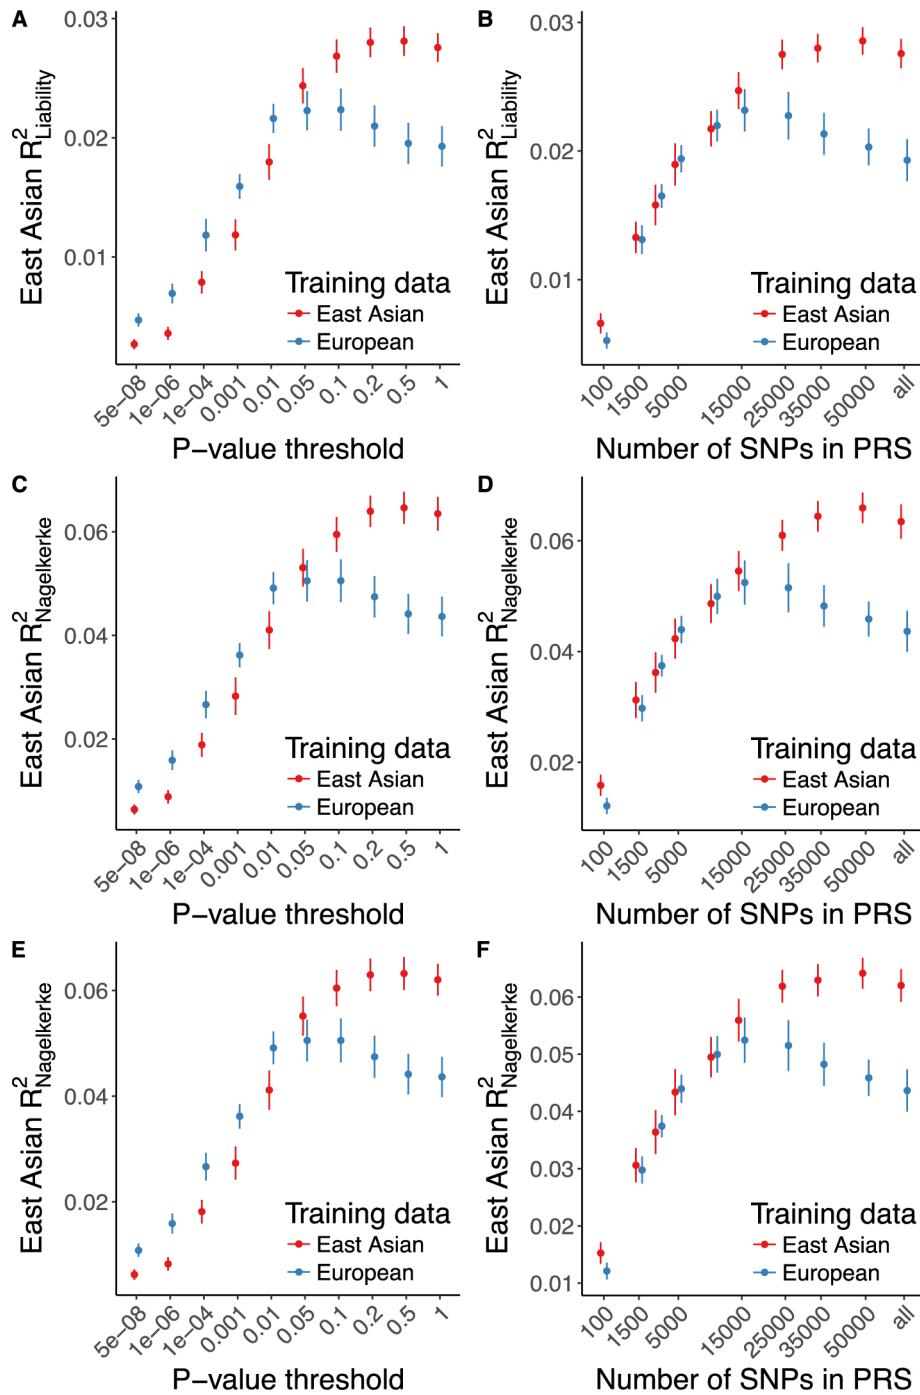 A
East Asian R²Liability
0.03
0.02
0.01
Training data
East Asian
European
5e−08
1e−06
1e−04
0.001
0.01
0.05
0.1
0.2
0.5
1
P−value threshold
B
East Asian R²Liability
0.03
0.02
0.01
Training data
East Asian
European
100
1500
5000
15000
25000
35000
50000
all
Number of SNPs in PRS
C
East Asian R²Nagelkerke
0.06
0.04
0.02
Training data
East Asian
European
5e−08
1e−06
1e−04
0.001
0.01
0.05
0.1
0.2
0.5
1
P−value threshold
D
East Asian R²Nagelkerke
0.06
0.04
0.02
Training data
East Asian
European
100
1500
5000
15000
25000
35000
50000
all
Number of SNPs in PRS
E
East Asian R²Nagelkerke
0.06
0.04
0.02
Training data
East Asian
European
5e−08
1e−06
1e−04
0.001
0.01
0.05
0.1
0.2
0.5
1
P−value threshold
F
East Asian R²Nagelkerke
0.06
0.05
0.04
0.03
0.02
0.01
Training data
East Asian
European
100
1500
5000
15000
25000
35000
50000
all
Number of SNPs in PRS